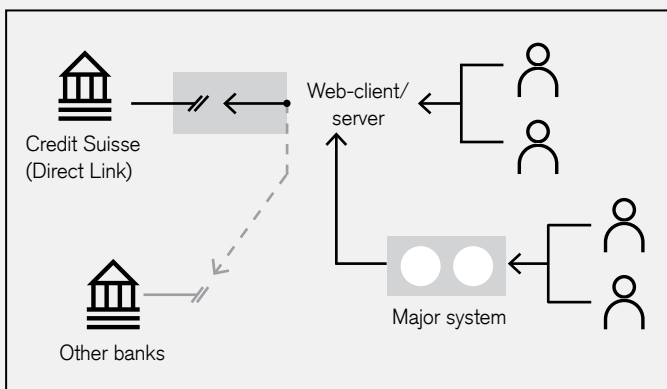 Web-client/
server
Credit Suisse
(Direct Link)
Major system
Other banks